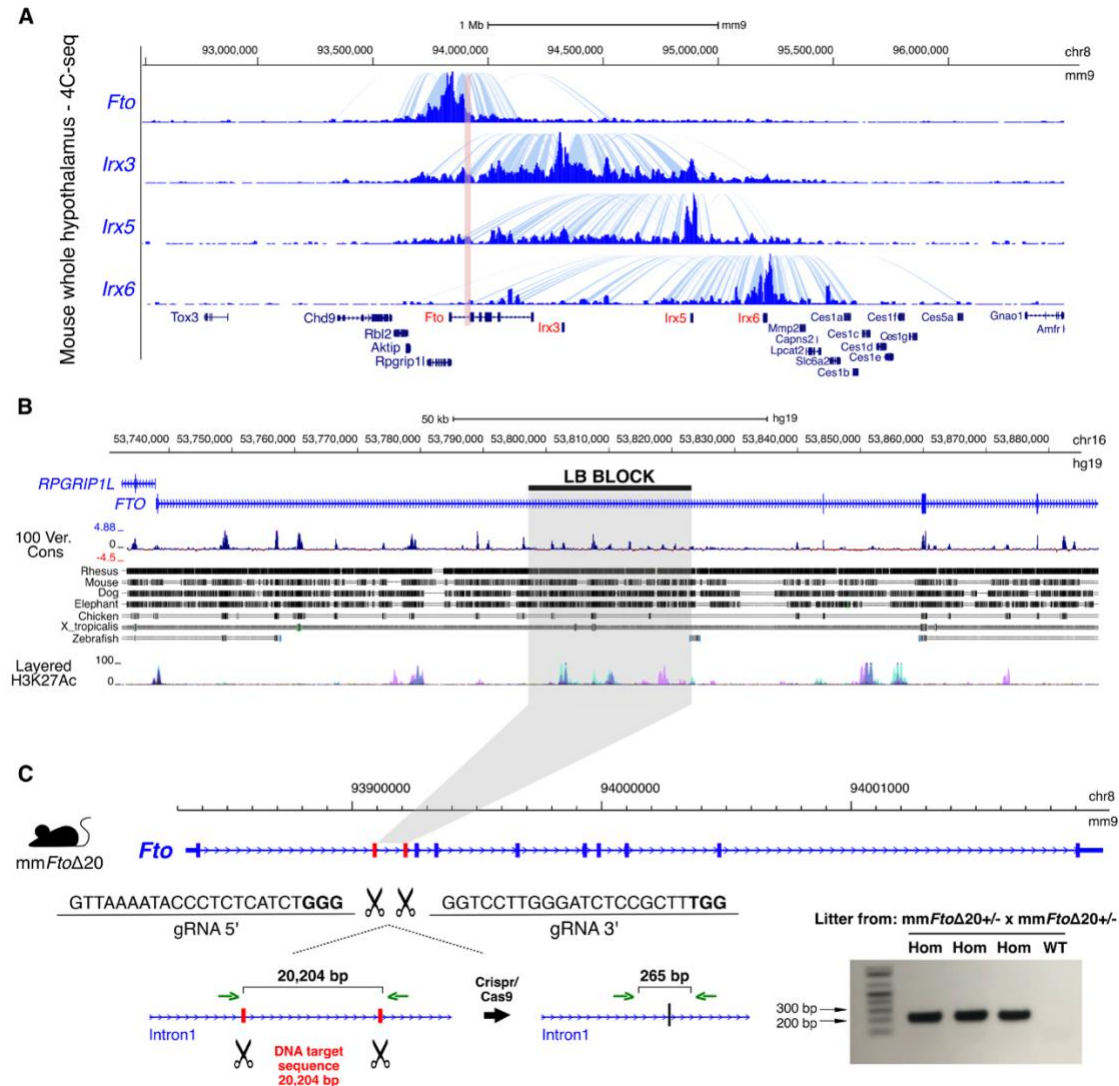 A
1 Mb mm9
93,000,000 93,500,000 94,000,000 94,500,000 95,000,000 95,500,000 96,000,000 chr8
mm9
Mouse whole hypothalamus - 4C-seq
Fto
Irx3
Irx5
Irx6
Tox3 Chd9 Fto Irx5 Irx6 Ces1a Ces1f Ces5a Gnao1
Rbl2 Irx3 Mmp2 Ces1c Ces1g Amfr
Aktip Capns2 Ces1d
Rpgrip1l Lpcat2 Slc6a2 Ces1e
Ces1b
B
50 kb hg19
53,740,000 53,750,000 53,760,000 53,770,000 53,780,000 53,790,000 53,800,000 53,810,000 53,820,000 53,830,000 53,840,000 53,850,000 53,860,000 53,870,000 53,880,000 chr16
hg19
LB BLOCK
RPGRIP1L
FTO
100 Ver. Cons
4.88
0
-4.5
Rhesus
Mouse
Dog
Elephant
Chicken
X_tropicalis
Zebrafish
Layered H3K27Ac
100
0
C
93900000 94000000 94001000 chr8
mm9
mmFtoΔ20
Fto
GTTAAAATACCCTCTCATCTGGG GGTCCTTGGGATCTCCGCTTTGG
gRNA 5' gRNA 3'
20,204 bp
Crispr/Cas9
265 bp
Intron1
DNA target
sequence
20,204 bp
Intron1
Litter from: mmFtoΔ20+/- x mmFtoΔ20+/-
Hom Hom Hom WT
300 bp
200 bp